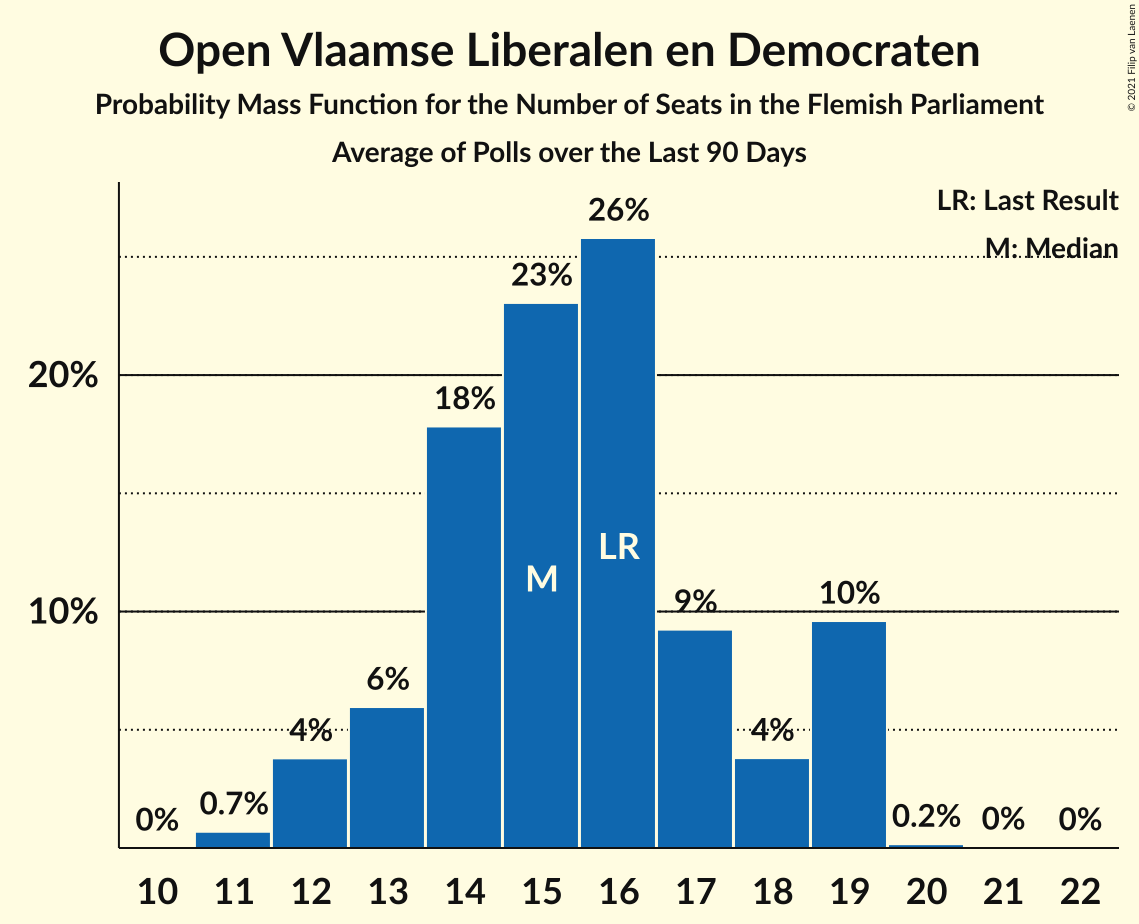 Open Vlaamse Liberalen en Democraten
Probability Mass Function for the Number of Seats in the Flemish Parliament
Average of Polls over the Last 90 Days
© 2021 Filip van Laenen
LR: Last Result
M: Median
20%
10%
0%
0.7%
4%
6%
18%
23%
26%
9%
4%
10%
0.2%
0%
0%
M
LR
10 11 12 13 14 15 16 17 18 19 20 21 22